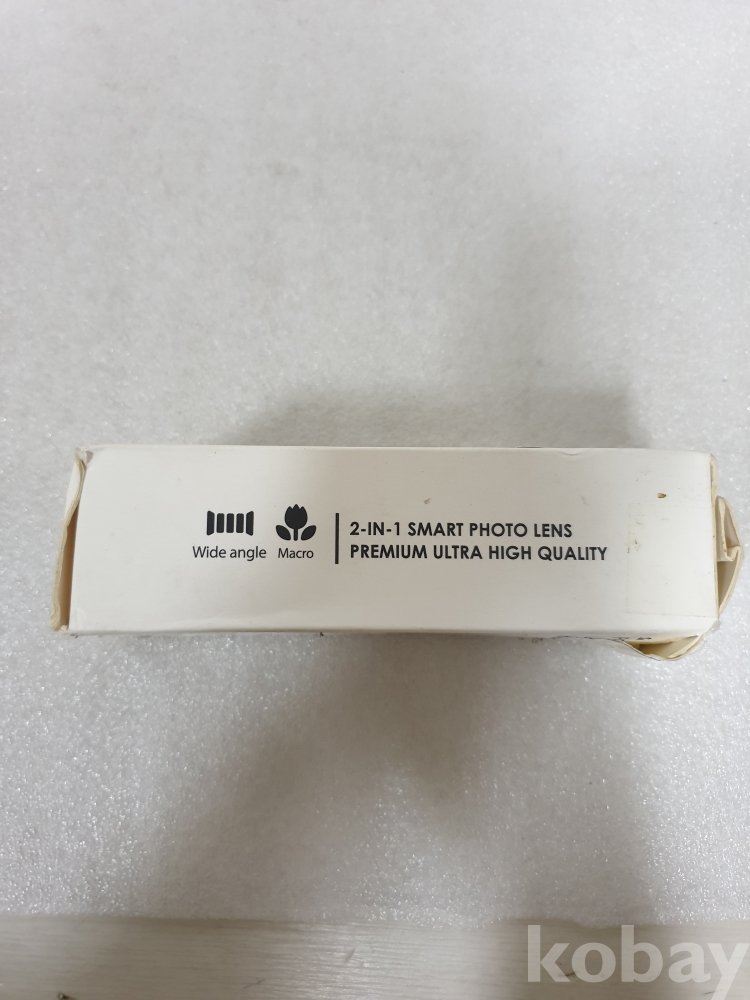 Wide angle Macro
2-IN-1 SMART PHOTO LENS
PREMIUM ULTRA HIGH QUALITY
kobay